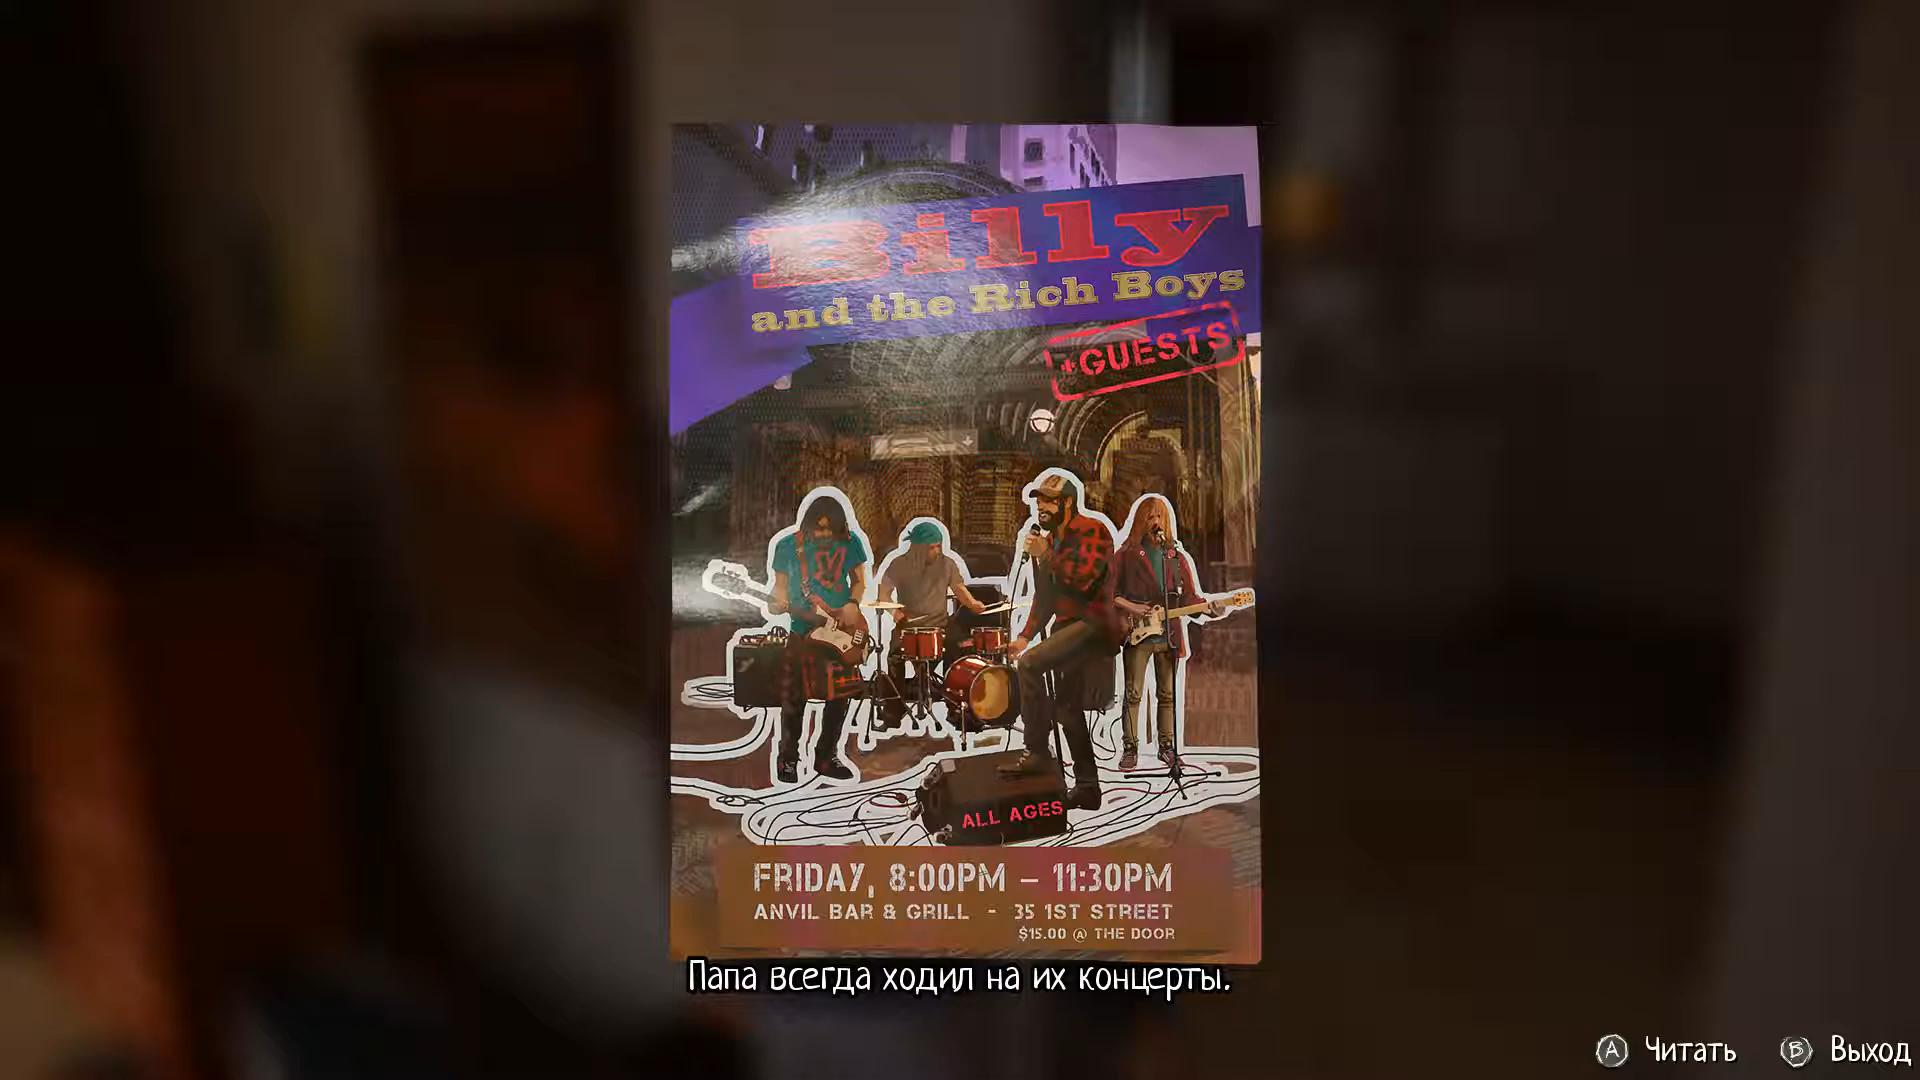 Billy
and the Rich Boys
+GUESTS
ALL AGES
FRIDAY, 8:00PM – 11:30PM
ANVIL BAR & GRILL - 35 1ST STREET
$15.00 @ THE DOOR
Папа всегда ходил на их концерты.
A Читать B Выход